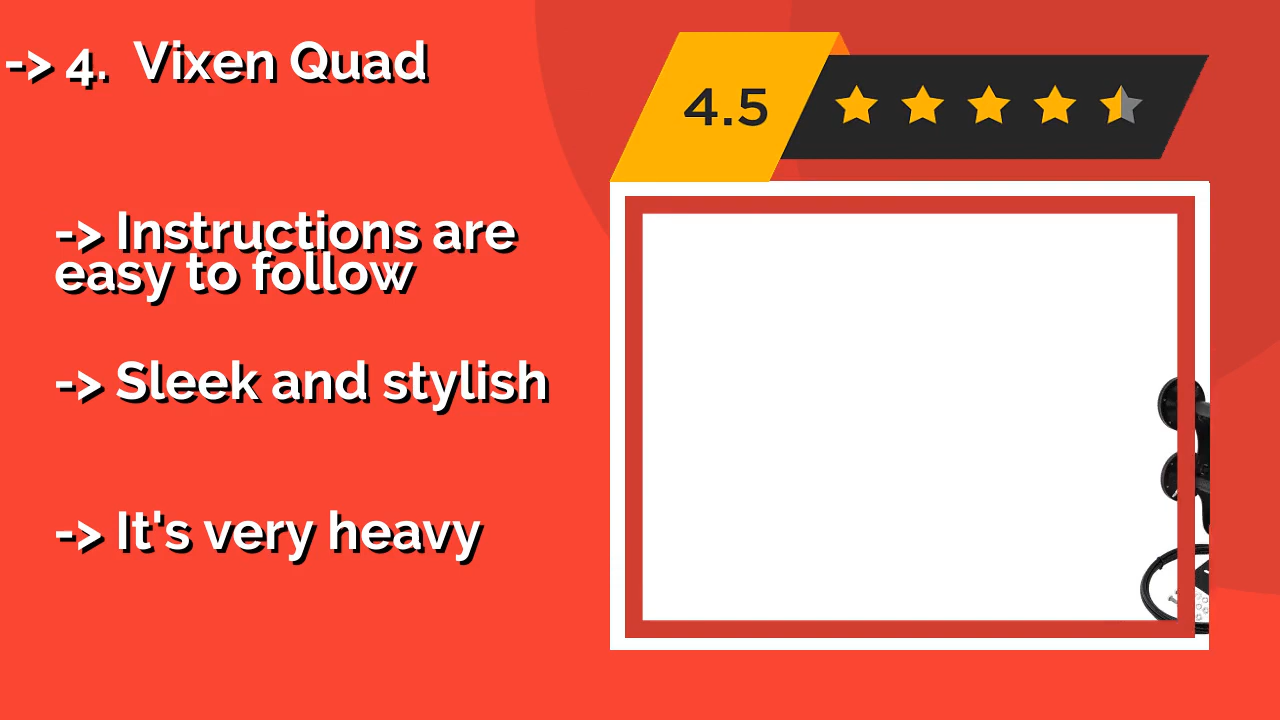 -> 4. Vixen Quad
4.5
-> Instructions are
easy to follow
-> Sleek and stylish
-> It's very heavy